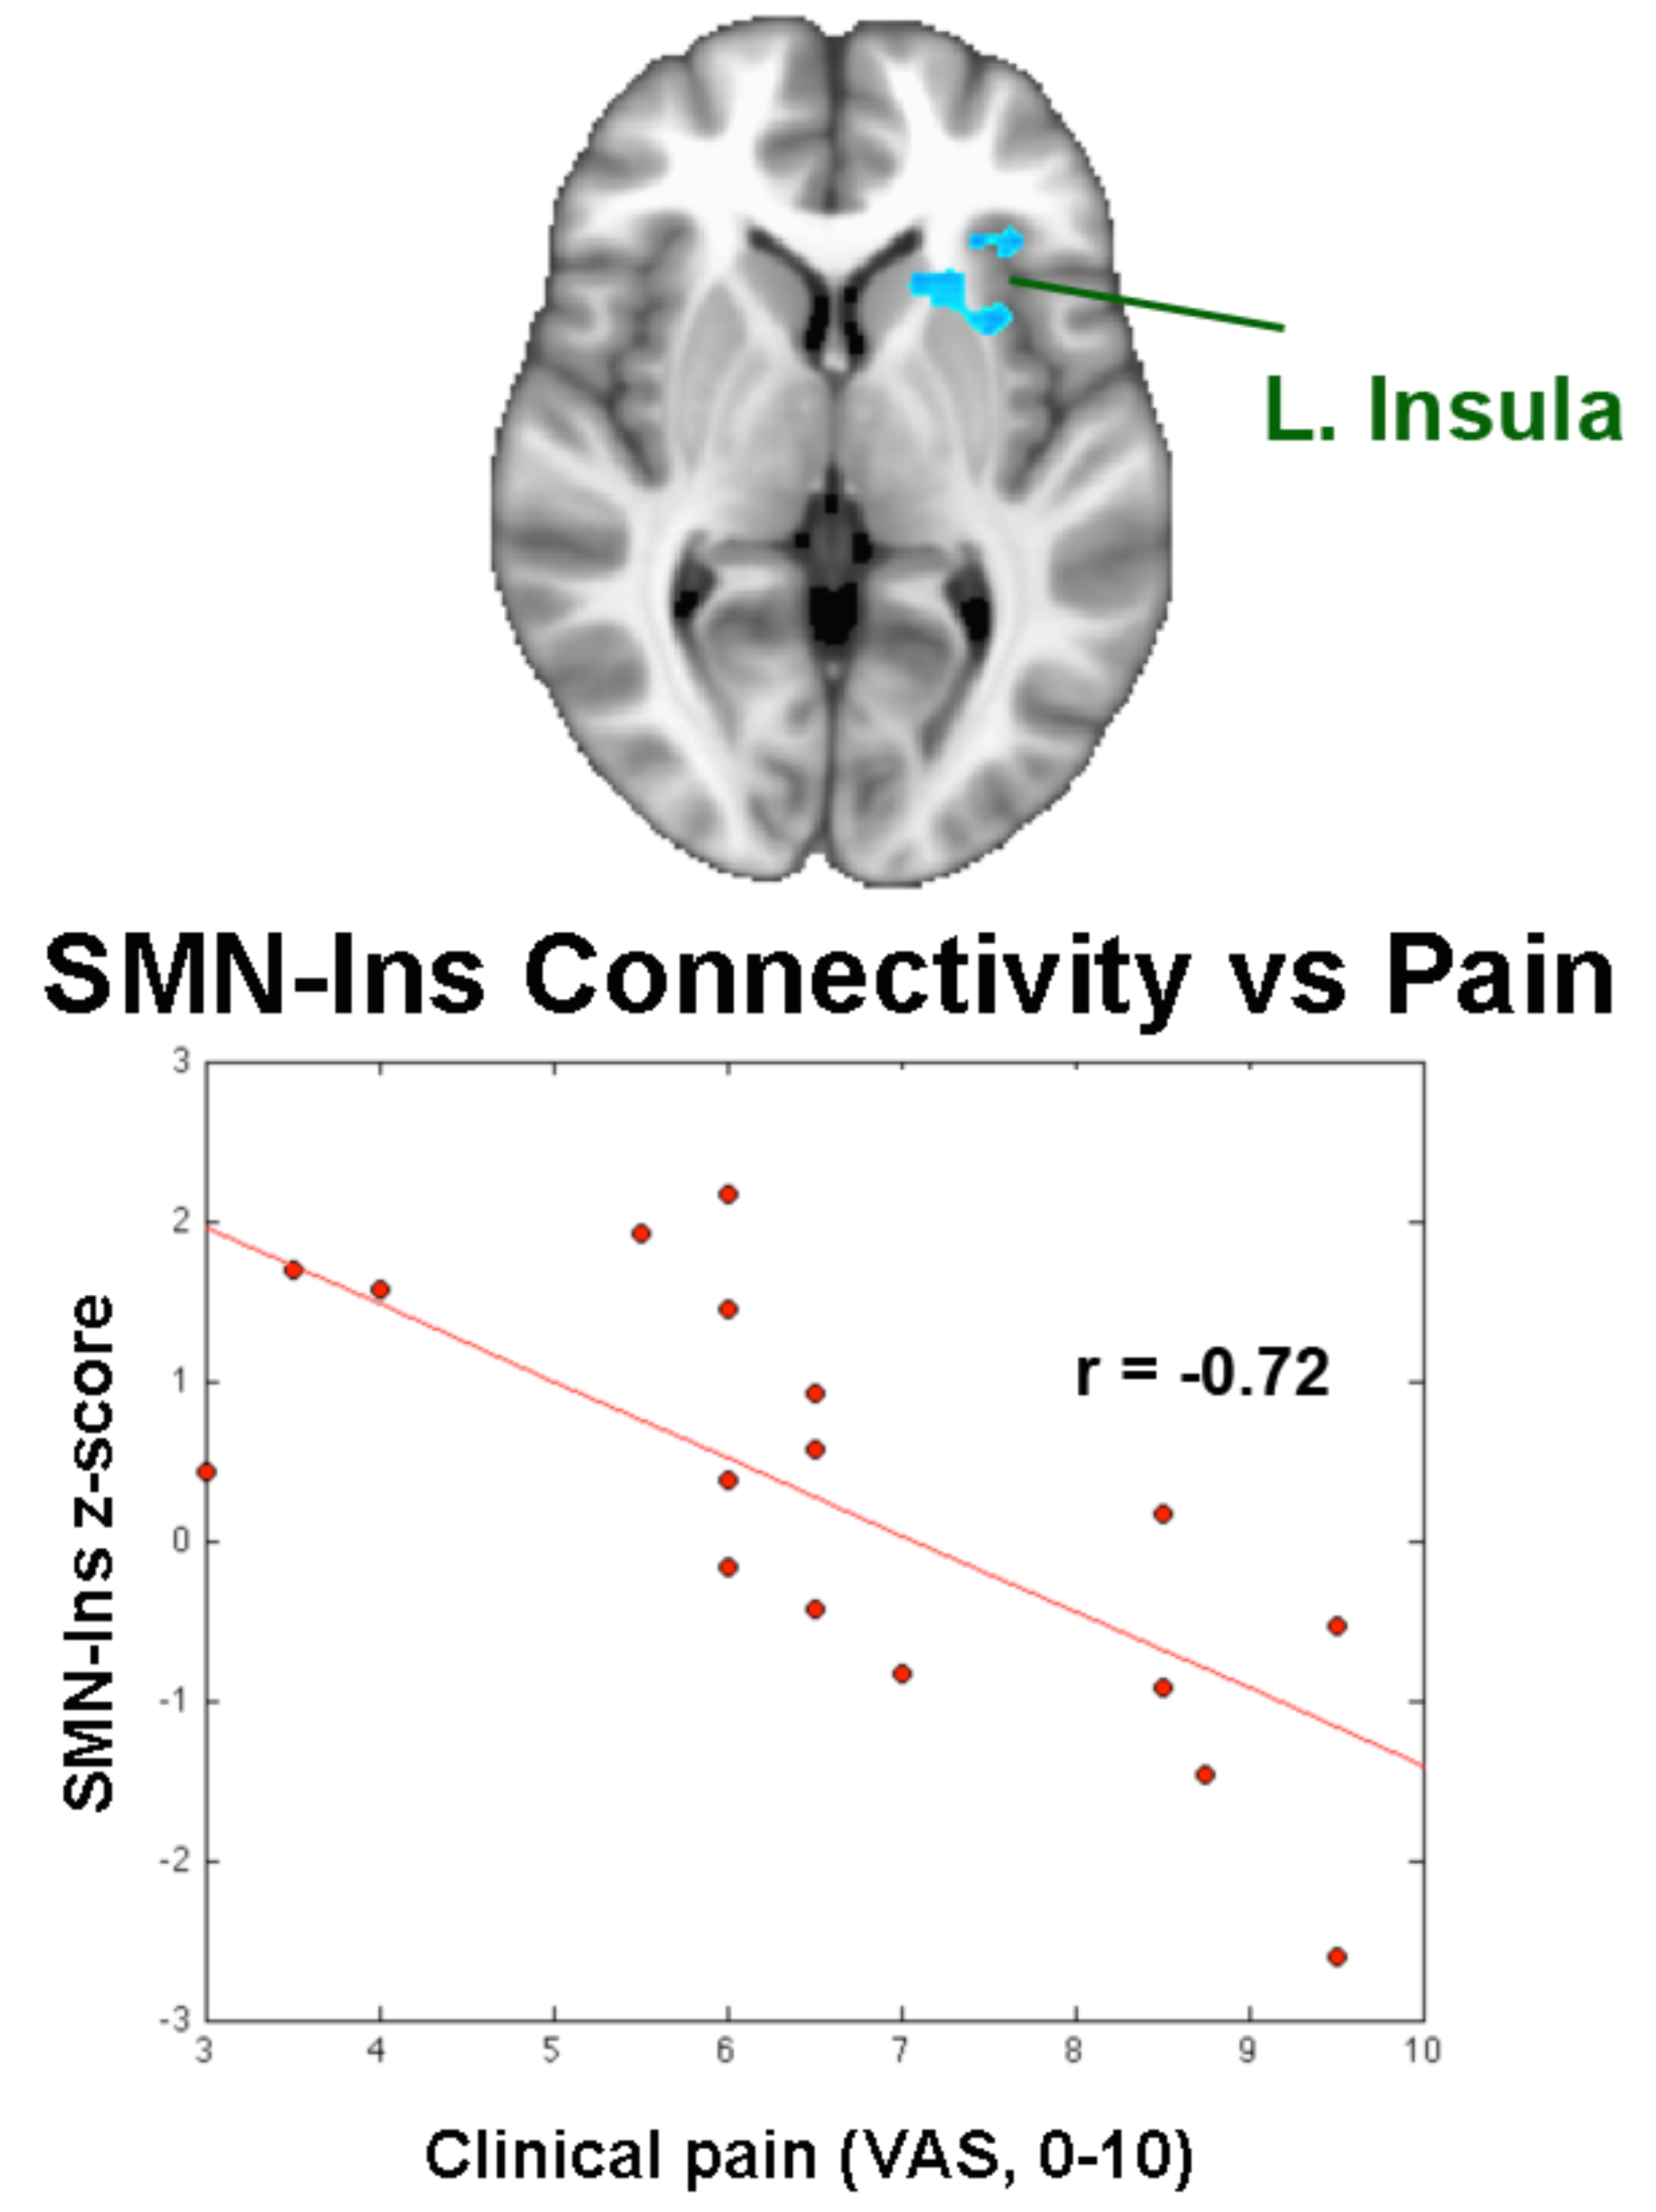 L. Insula
SMN-Ins Connectivity vs Pain
3
2
1
0
-1
-2
-3
SMN-Ins z-score
r = -0.72
3 4 5 6 7 8 9 10
Clinical pain (VAS, 0-10)